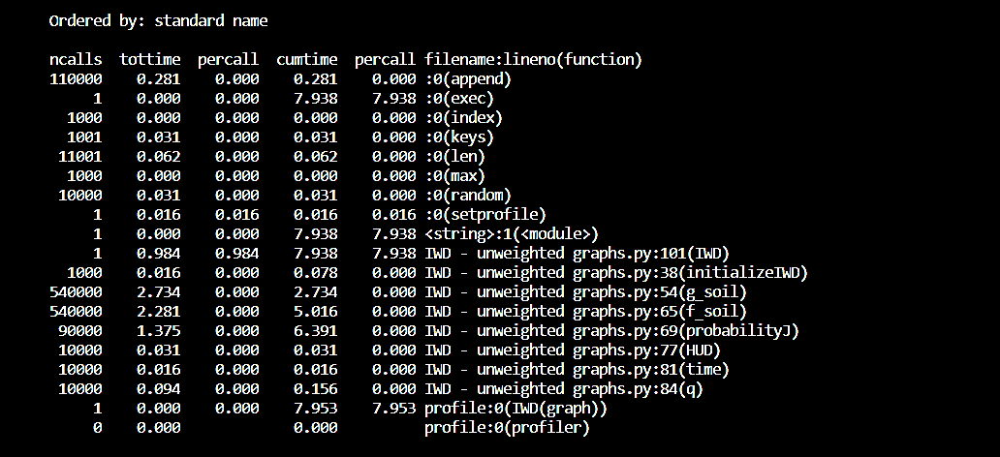 Ordered by: standard name
ncalls tottime percall cumtime percall filename:lineno(function)
110000 0.281 0.000 0.281 0.000 :0(append)
1 0.000 0.000 7.938 7.938 :0(exec)
1000 0.000 0.000 0.000 0.000 :0(index)
1001 0.031 0.000 0.031 0.000 :0(keys)
11001 0.062 0.000 0.062 0.000 :0(len)
1000 0.000 0.000 0.000 0.000 :0(max)
10000 0.031 0.000 0.031 0.000 :0(random)
1 0.016 0.016 0.016 0.016 :0(setprofile)
1 0.000 0.000 7.938 7.938 <string>:1(<module>)
1 0.984 0.984 7.938 7.938 IWD - unweighted graphs.py:101(IWD)
1000 0.016 0.000 0.078 0.000 IWD - unweighted graphs.py:38(initializeIWD)
540000 2.734 0.000 2.734 0.000 IWD - unweighted graphs.py:54(g_soil)
540000 2.281 0.000 5.016 0.000 IWD - unweighted graphs.py:65(f_soil)
90000 1.375 0.000 6.391 0.000 IWD - unweighted graphs.py:69(probabilityJ)
10000 0.031 0.000 0.031 0.000 IWD - unweighted graphs.py:77(HUD)
10000 0.016 0.000 0.016 0.000 IWD - unweighted graphs.py:81(time)
10000 0.094 0.000 0.156 0.000 IWD - unweighted graphs.py:84(q)
1 0.000 0.000 7.953 7.953 profile:0(IWD(graph))
0 0.000 0.000 profile:0(profiler)